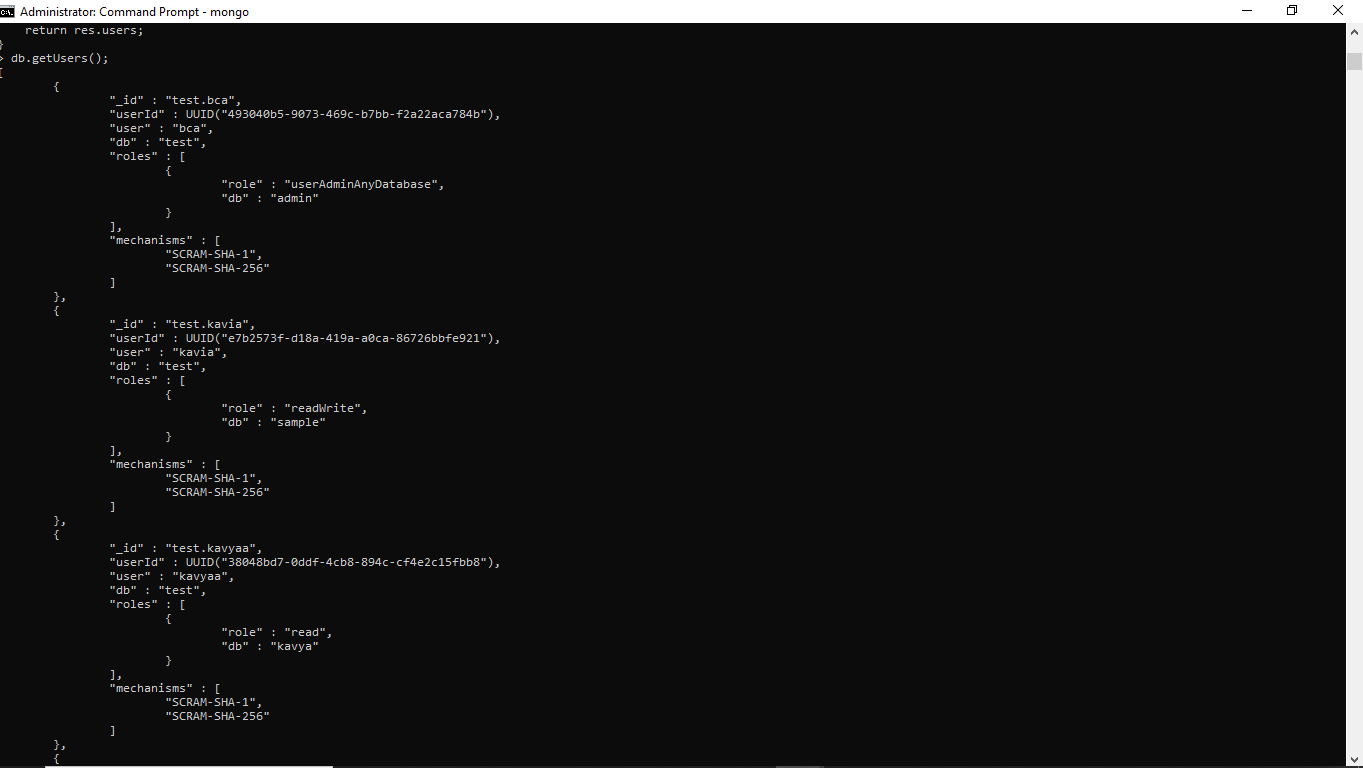 Administrator: Command Prompt - mongo
return res.users;
}
> db.getUsers();
[
{
"_id" : "test.bca",
"userId" : UUID("493040b5-9073-469c-b7bb-f2a22aca784b"),
"user" : "bca",
"db" : "test",
"roles" : [
{
"role" : "userAdminAnyDatabase",
"db" : "admin"
}
],
"mechanisms" : [
"SCRAM-SHA-1",
"SCRAM-SHA-256"
]
},
{
"_id" : "test.kavia",
"userId" : UUID("e7b2573f-d18a-419a-a0ca-86726bbfe921"),
"user" : "kavia",
"db" : "test",
"roles" : [
{
"role" : "readWrite",
"db" : "sample"
}
],
"mechanisms" : [
"SCRAM-SHA-1",
"SCRAM-SHA-256"
]
},
{
"_id" : "test.kavyaa",
"userId" : UUID("38048bd7-0ddf-4cb8-894c-cf4e2c15fbb8"),
"user" : "kavyaa",
"db" : "test",
"roles" : [
{
"role" : "read",
"db" : "kavya"
}
],
"mechanisms" : [
"SCRAM-SHA-1",
"SCRAM-SHA-256"
]
},
{